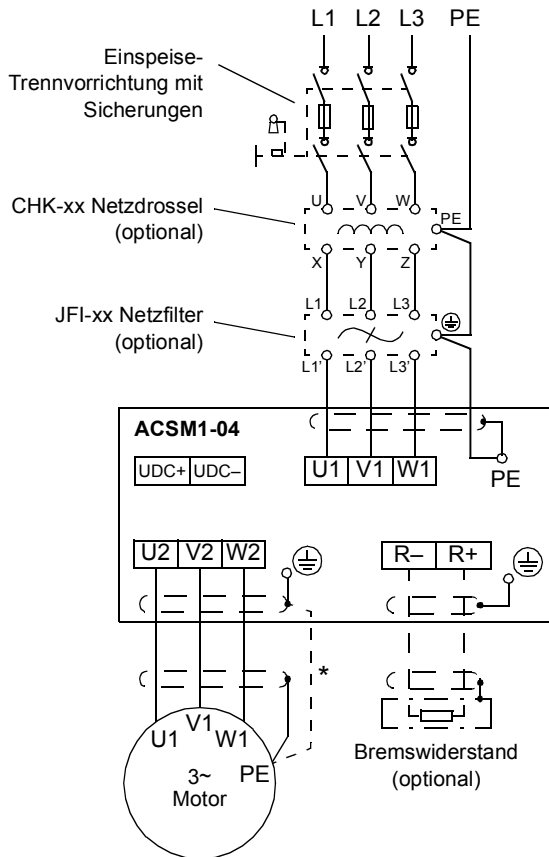 L1 L2 L3 PE
Einspeise-
Trennvorrichtung mit
Sicherungen
U V W
CHK-xx Netzdrossel
(optional)
PE
X Y Z
L1 L2 L3
JFI-xx Netzfilter
(optional)
L1' L2' L3'
ACSM1-04
UDC+ UDC–
U1 V1 W1
PE
U2 V2 W2
R– R+
*
U1 V1 W1
PE
3~
Motor
Bremswiderstand
(optional)